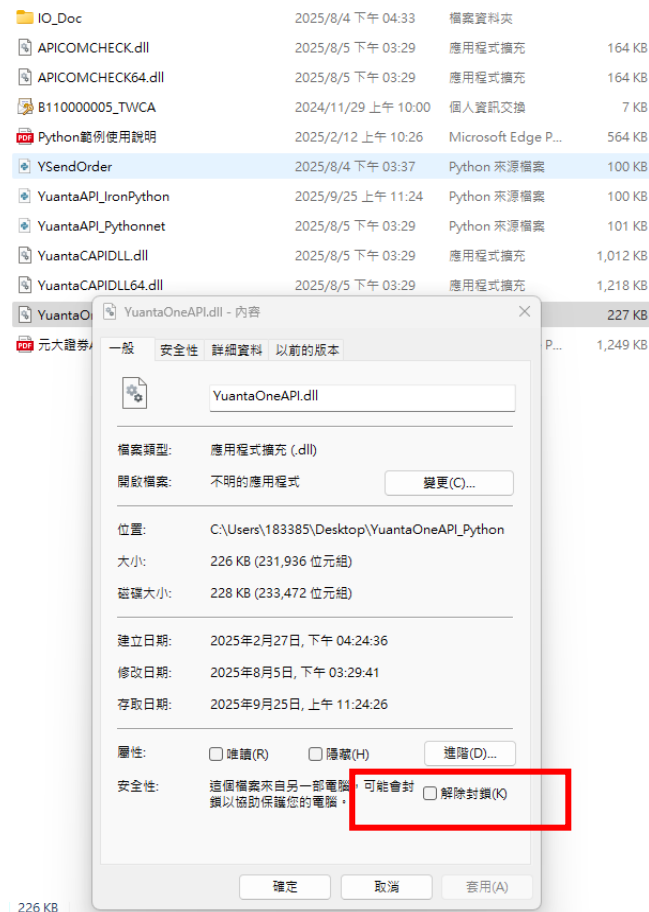 IO_Doc 2025/8/4 下午 04:33 檔案資料夾
APICOMCHECK.dll 2025/8/5 下午 03:29 應用程式擴充 164 KB
APICOMCHECK64.dll 2025/8/5 下午 03:29 應用程式擴充 164 KB
B110000005_TWCA 2024/11/29 上午 10:00 個人資訊交換 7 KB
PDF Python範例使用說明 2025/2/12 上午 10:26 Microsoft Edge P... 564 KB
YSendOrder 2025/8/4 下午 03:37 Python 來源檔案 100 KB
YuantaAPI_IronPython 2025/9/25 上午 11:24 Python 來源檔案 100 KB
YuantaAPI_Pythonnet 2025/8/5 下午 03:29 Python 來源檔案 101 KB
YuantaCAPIDLL.dll 2025/8/5 下午 03:29 應用程式擴充 1,012 KB
YuantaCAPIDLL64.dll 2025/8/5 下午 03:29 應用程式擴充 1,218 KB
YuantaO 227 KB
PDF 元大證券 P... 1,249 KB
YuantaOneAPI.dll - 內容
一般 安全性 詳細資料 以前的版本
YuantaOneAPI.dll
檔案類型: 應用程式擴充 (.dll)
開啟檔案: 不明的應用程式 變更(C)...
位置: C:\Users\183385\Desktop\YuantaOneAPI_Python
大小: 226 KB (231,936 位元組)
磁碟大小: 228 KB (233,472 位元組)
建立日期: 2025年2月27日, 下午 04:24:36
修改日期: 2025年8月5日, 下午 03:29:41
存取日期: 2025年9月25日, 上午 11:24:26
屬性: 唯讀(R) 隱藏(H) 進階(D)...
安全性: 這個檔案來自另一部電腦，可能會封
鎖以協助保護您的電腦。 解除封鎖(K)
確定 取消 套用(A)
226 KB